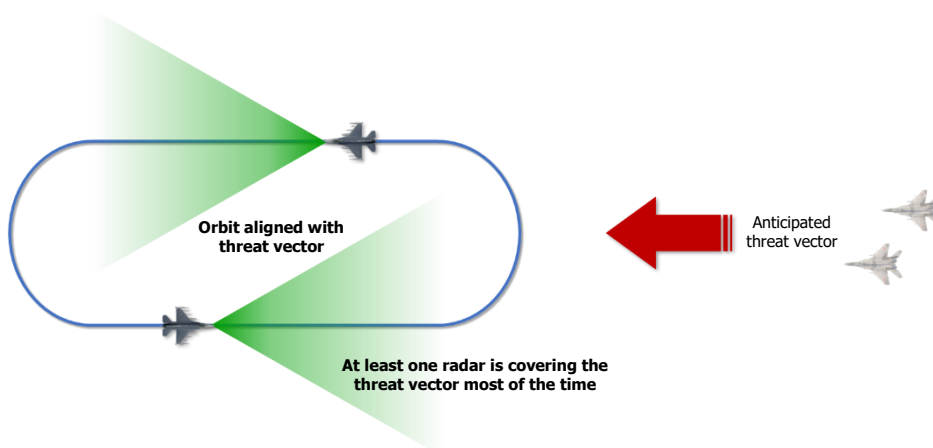 Orbit aligned with
threat vector
Anticipated
threat vector
At least one radar is covering the
threat vector most of the time